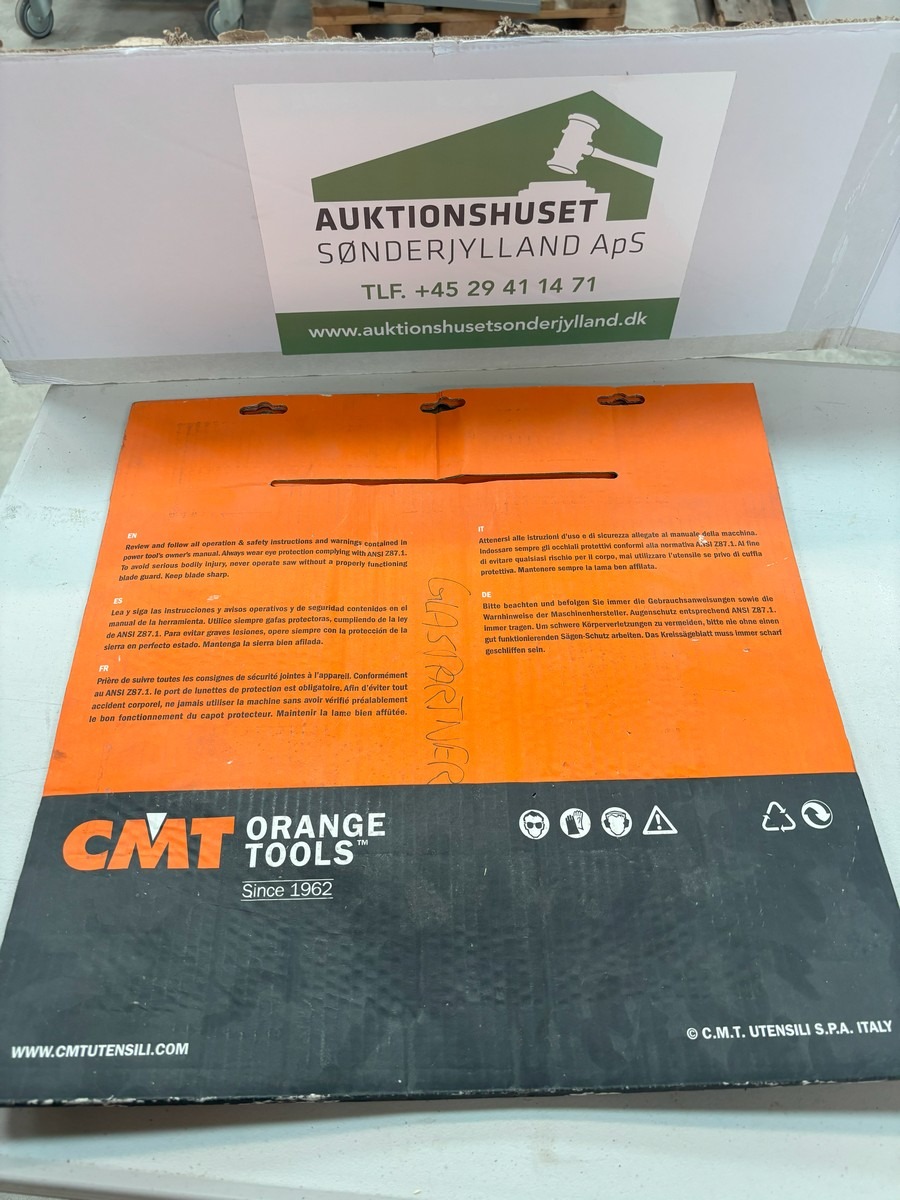 AUKTIONSHUSET
SØNDERJYLLAND ApS
TLF. +45 29 41 14 71
www.auktionshusetsonderjylland.dk
EN
Review and follow all operation & safety instructions and warnings contained in
power tool's owner's manual. Always wear eye protection complying with ANSI Z87.1.
To avoid serious bodily injury, never operate saw without a properly functioning
blade guard. Keep blade sharp.
ES
Lea y siga las instrucciones y avisos operativos y de seguridad contenidos en el
manual de la herramienta. Utilice siempre gafas protectoras, cumpliendo de la ley
de ANSI Z87.1. Para evitar graves lesiones, opere siempre con la protección de la
sierra en perfecto estado. Mantenga la sierra bien afilada.
FR
Prière de suivre toutes les consignes de sécurité jointes à l'appareil. Conformément
au ANSI Z87.1. le port de lunettes de protection est obligatoire. Afin d'éviter tout
accident corporel, ne jamais utiliser la machine sans avoir vérifié préalablement
le bon fonctionnement du capot protecteur. Maintenir la lame bien affûtée.
IT
Attenersi alle istruzioni d'uso e di sicurezza allegate al manuale della macchina.
Indossare sempre gli occhiali protettivi conformi alla normativa ANSI Z87.1. Al fine
di evitare qualsiasi rischio per il corpo, mai utilizzare l'utensile se privo di cuffia
protettiva. Mantenere sempre la lama ben affilata.
DE
Bitte beachten und befolgen Sie immer die Gebrauchsanweisungen sowie die
Warnhinweise der Maschinenhersteller. Augenschutz entsprechend ANSI Z87.1.
immer tragen. Um schwere Körperverletzungen zu vermeiden, bitte nie ohne einen
gut funktionierenden Sägen-Schutz arbeiten. Das Kreissägeblatt muss immer scharf
geschliffen sein.
GLASPARTNER
CMT
ORANGE
TOOLS™
Since 1962
WWW.CMTUTENSILI.COM
© C.M.T. UTENSILI S.P.A. ITALY